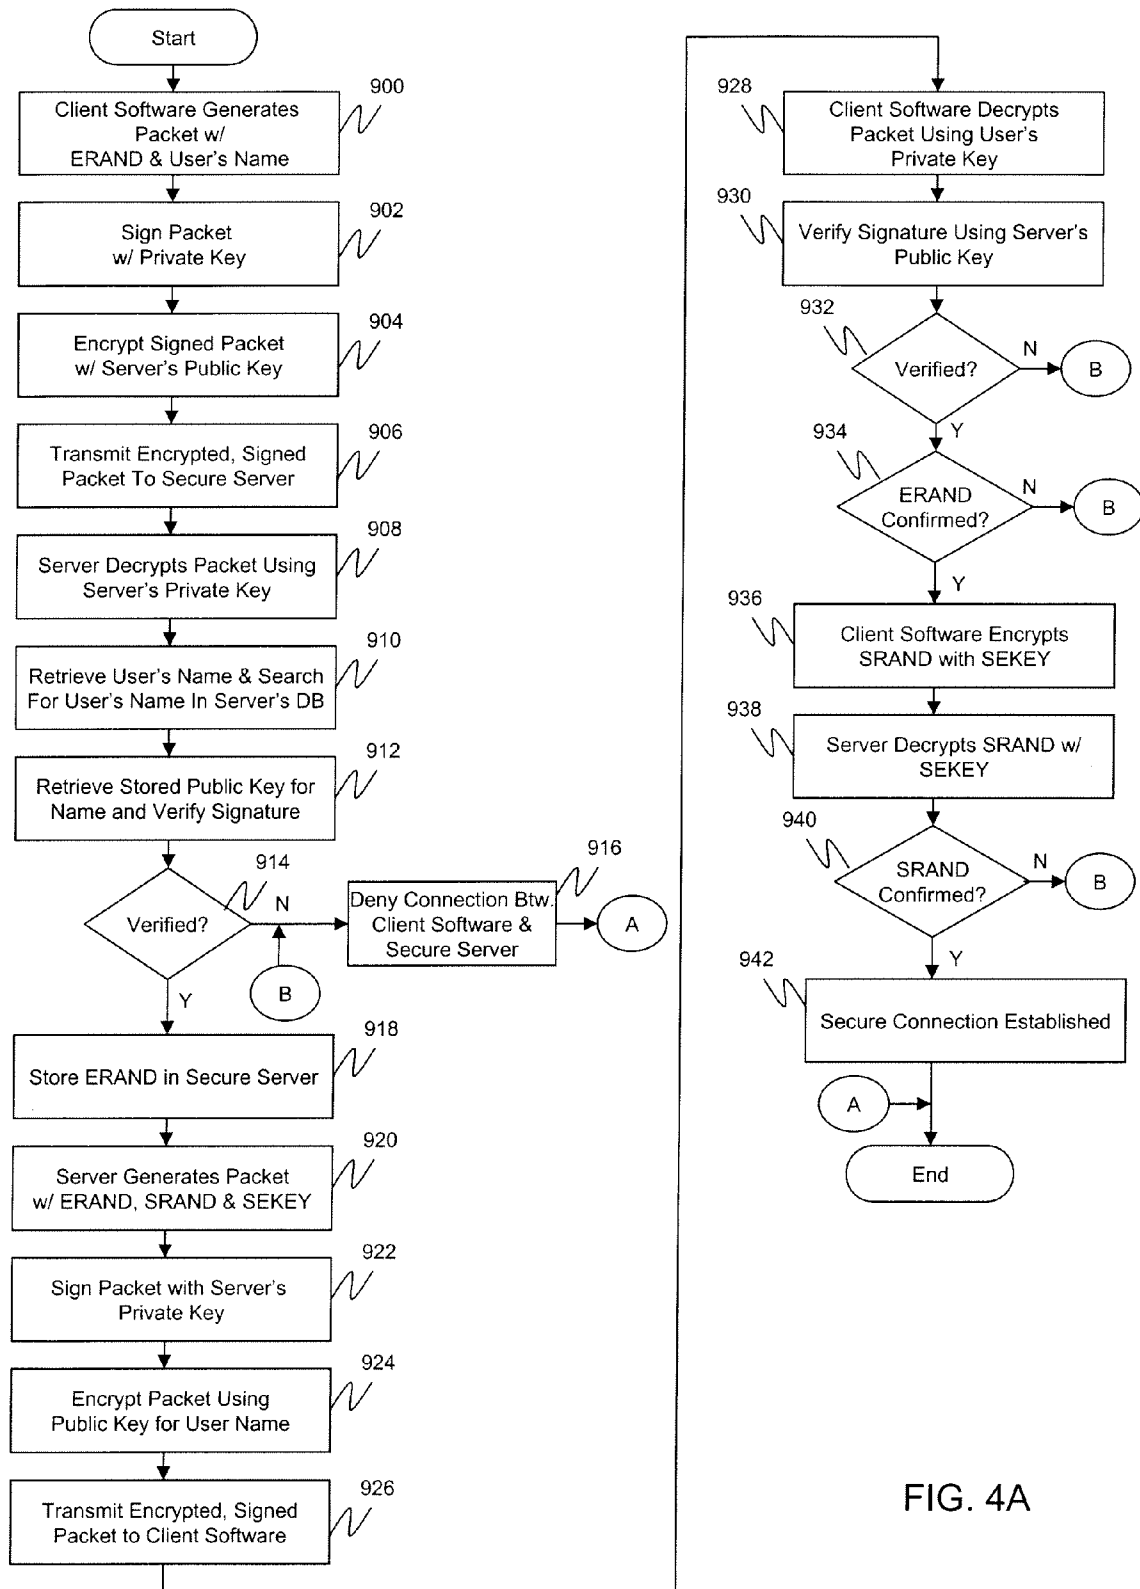 Start
900
Client Software Generates
Packet w/
ERAND & User's Name
902
Sign Packet
w/ Private Key
904
Encrypt Signed Packet
w/ Server's Public Key
906
Transmit Encrypted, Signed
Packet To Secure Server
908
Server Decrypts Packet Using
Server's Private Key
910
Retrieve User's Name & Search
For User's Name In Server's DB
912
Retrieve Stored Public Key for
Name and Verify Signature
914
Verified?
N
916
Deny Connection Btw.
Client Software &
Secure Server
A
B
Y
918
Store ERAND in Secure Server
920
Server Generates Packet
w/ ERAND, SRAND & SEKEY
922
Sign Packet with Server's
Private Key
924
Encrypt Packet Using
Public Key for User Name
926
Transmit Encrypted, Signed
Packet to Client Software
928
Client Software Decrypts
Packet Using User's
Private Key
930
Verify Signature Using Server's
Public Key
932
Verified?
N
B
Y
934
ERAND
Confirmed?
N
B
Y
936
Client Software Encrypts
SRAND with SEKEY
938
Server Decrypts SRAND w/
SEKEY
940
SRAND
Confirmed?
N
B
Y
942
Secure Connection Established
A
End
FIG. 4A